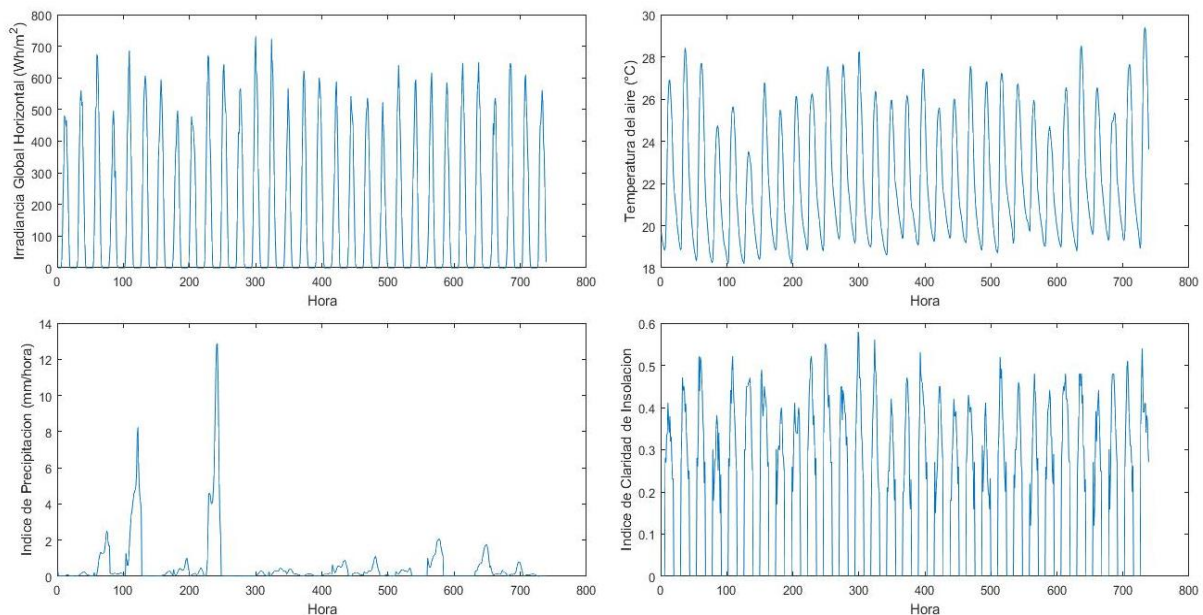 Irradiancia Global Horizontal (Wh/m²)
800
700
600
500
400
300
200
100
0
0 100 200 300 400 500 600 700 800
Hora
Temperatura del aire (°C)
30
28
26
24
22
20
18
0 100 200 300 400 500 600 700 800
Hora
Indice de Precipitacion (mm/hora)
14
12
10
8
6
4
2
0
0 100 200 300 400 500 600 700 800
Hora
Indice de Claridad de Insolacion
0.6
0.5
0.4
0.3
0.2
0.1
0
0 100 200 300 400 500 600 700 800
Hora